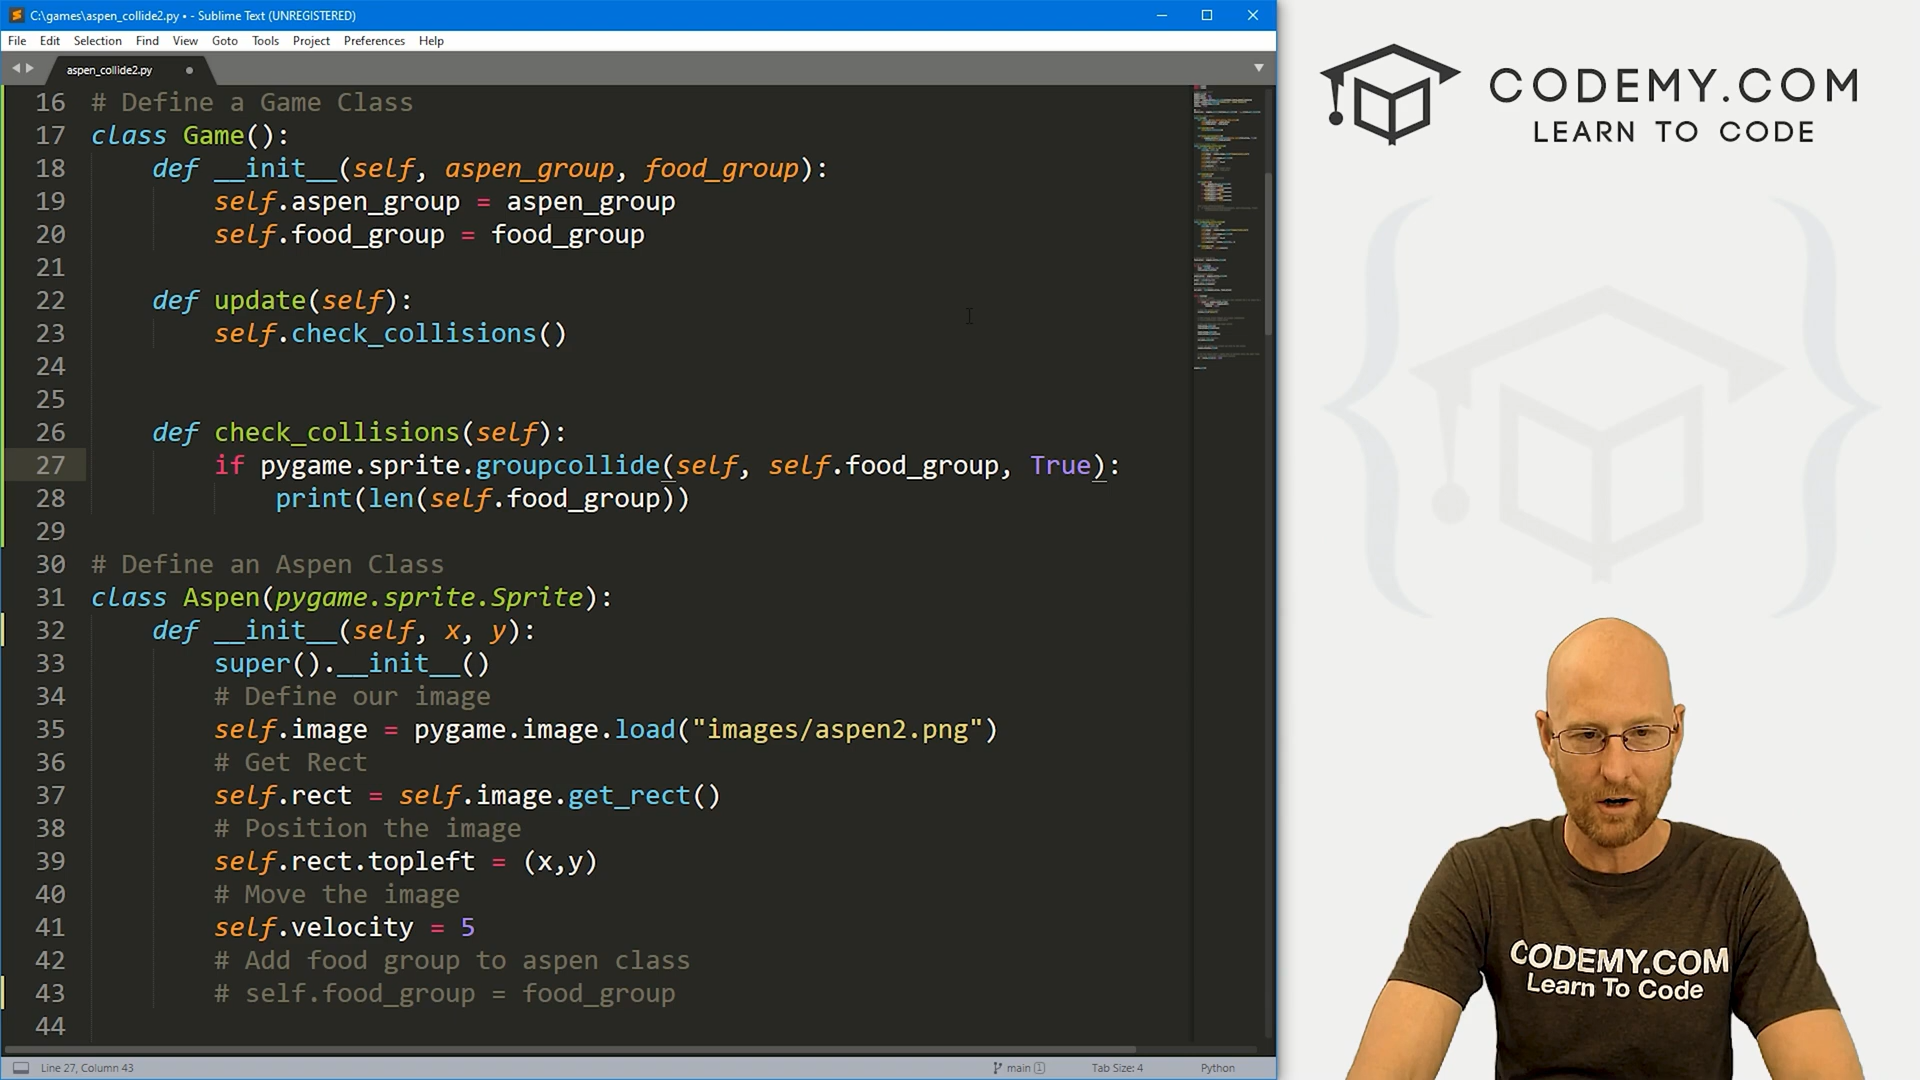 C:\games\aspen_collide2.py • - Sublime Text (UNREGISTERED)
File Edit Selection Find View Goto Tools Project Preferences Help
aspen_collide2.py
16 # Define a Game Class
17 class Game():
18 def __init__(self, aspen_group, food_group):
19 self.aspen_group = aspen_group
20 self.food_group = food_group
21
22 def update(self):
23 self.check_collisions()
24
25
26 def check_collisions(self):
27 if pygame.sprite.groupcollide(self, self.food_group, True):
28 print(len(self.food_group))
29
30 # Define an Aspen Class
31 class Aspen(pygame.sprite.Sprite):
32 def __init__(self, x, y):
33 super().__init__()
34 # Define our image
35 self.image = pygame.image.load("images/aspen2.png")
36 # Get Rect
37 self.rect = self.image.get_rect()
38 # Position the image
39 self.rect.topleft = (x,y)
40 # Move the image
41 self.velocity = 5
42 # Add food group to aspen class
43 # self.food_group = food_group
44
Line 27, Column 43
main 1
Tab Size: 4
Python
CODEMY.COM
LEARN TO CODE
CODEMY.COM
Learn To Code